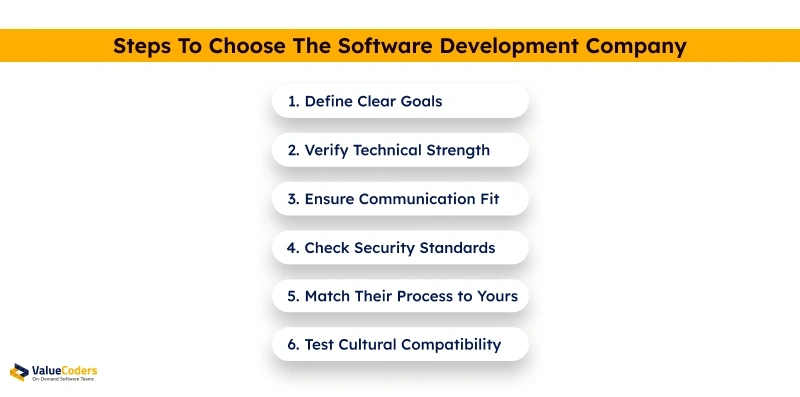 Steps To Choose The Software Development Company
1. Define Clear Goals
2. Verify Technical Strength
3. Ensure Communication Fit
4. Check Security Standards
5. Match Their Process to Yours
6. Test Cultural Compatibility
ValueCoders
On-Demand Software Teams